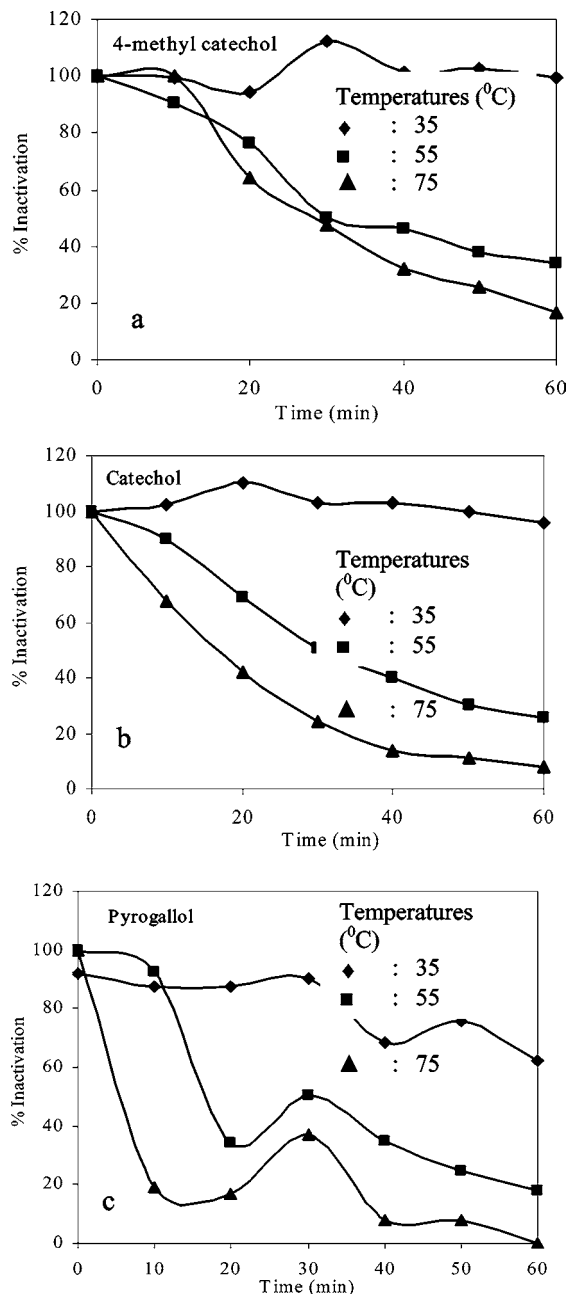 4-methyl catechol
120
100
80
60
40
20
0
% Inactivation
Temperatures (⁰C)
◆ : 35
■ : 55
▲ : 75
a
0 20 40 60
Time (min)
Catechol
120
100
80
60
40
20
0
% Inactivation
Temperatures
(⁰C)
◆ : 35
■ : 55
▲ : 75
b
0 20 40 60
Time (min)
Pyrogallol
120
100
80
60
40
20
0
% Inactivation
Temperatures
(⁰C)
◆ : 35
■ : 55
▲ : 75
c
0 10 20 30 40 50 60
Time (min)